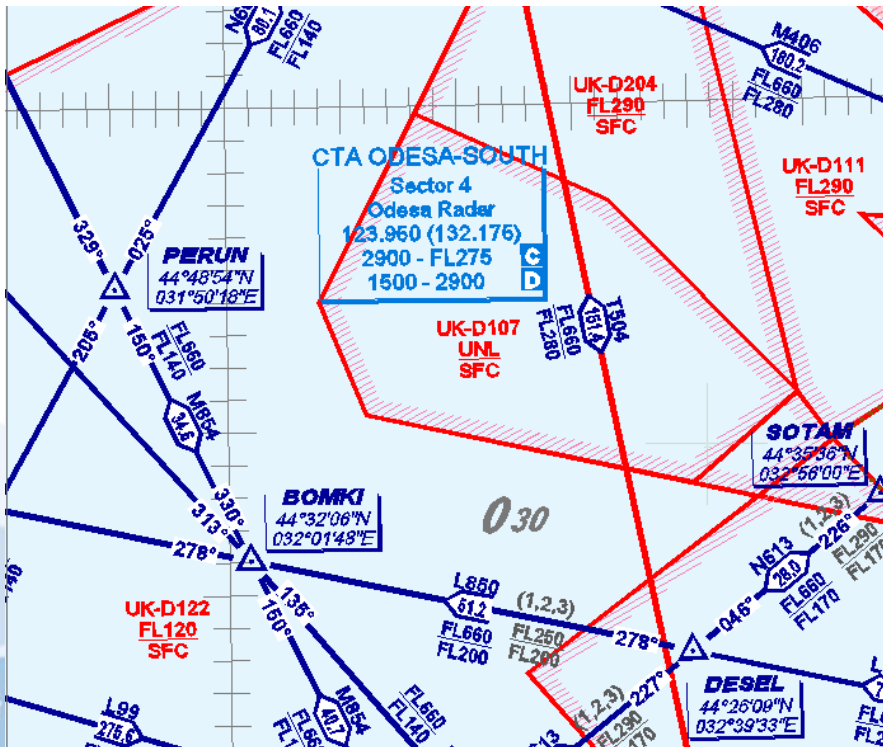 80.1
FL660
FL140
M406
180.2
FL660
FL280
UK-D204
FL290
SFC
UK-D111
FL290
SFC
CTA ODESA-SOUTH
Sector 4
Odesa Radar
123.950 (132.175)
2900 - FL275 C
1500 - 2900 D
329°
025°
PERUN
44°48'54"N
031°50'18"E
205°
150°
FL660
FL140
M854
34.6
UK-D107
UNL
SFC
T504
151.4
FL660
FL280
SOTAM
44°35'36"N
032°56'00"E
330°
313°
BOMKI
44°32'06"N
032°01'48"E
030
(1,2,3)
226°
FL290
FL170
N613
28.0
FL660
FL170
046°
278°
L850
61.2
FL660
FL200
(1,2,3)
FL250
FL200
278°
UK-D122
FL120
SFC
135°
150°
227°
DESEL
44°26'09"N
032°39'33"E
L99
275.6
M854
40.7
FL660
FL140
(1,2,3)
FL290